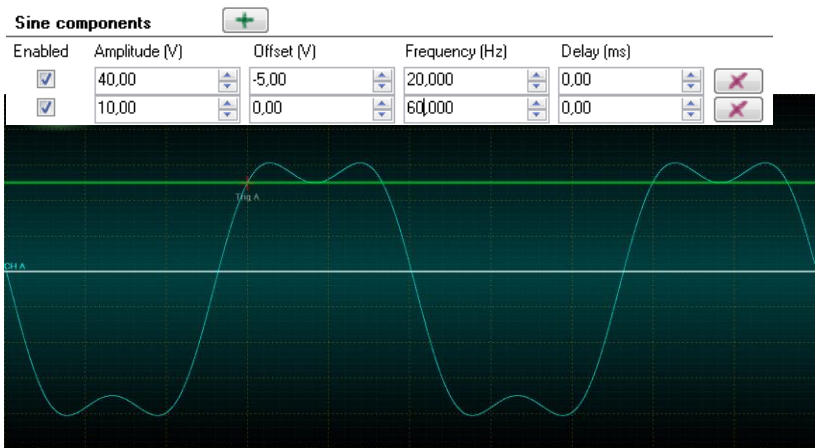 Sine components
Enabled Amplitude (V) Offset (V) Frequency (Hz) Delay (ms)
40,00 -5,00 20,000 0,00
10,00 0,00 60,000 0,00
Trig A
CH A